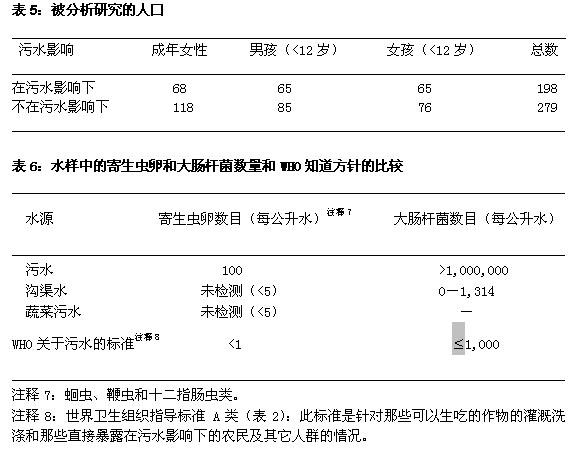 表 5：被分析研究的人口
污水影响 成年女性 男孩（<12 岁） 女孩（<12 岁） 总数
在污水影响下 68 65 65 198
不在污水影响下 118 85 76 279
表 6：水样中的寄生虫卵和大肠杆菌数量和 WHO 知道方针的比较
水源 寄生虫卵数目（每公升水）注释 7 大肠杆菌数目（每公升水）
污水 100 >1,000,000
沟渠水 未检测（<5） 0－1,314
蔬菜污水 未检测（<5） －
WHO 关于污水的标准注释 8 <1 ≤1,000
注释 7：蛔虫、鞭虫和十二指肠虫类。
注释 8：世界卫生组织指导标准 A 类（表 2）：此标准是针对那些可以生吃的作物的灌溉洗
涤和那些直接暴露在污水影响下的农民及其它人群的情况。